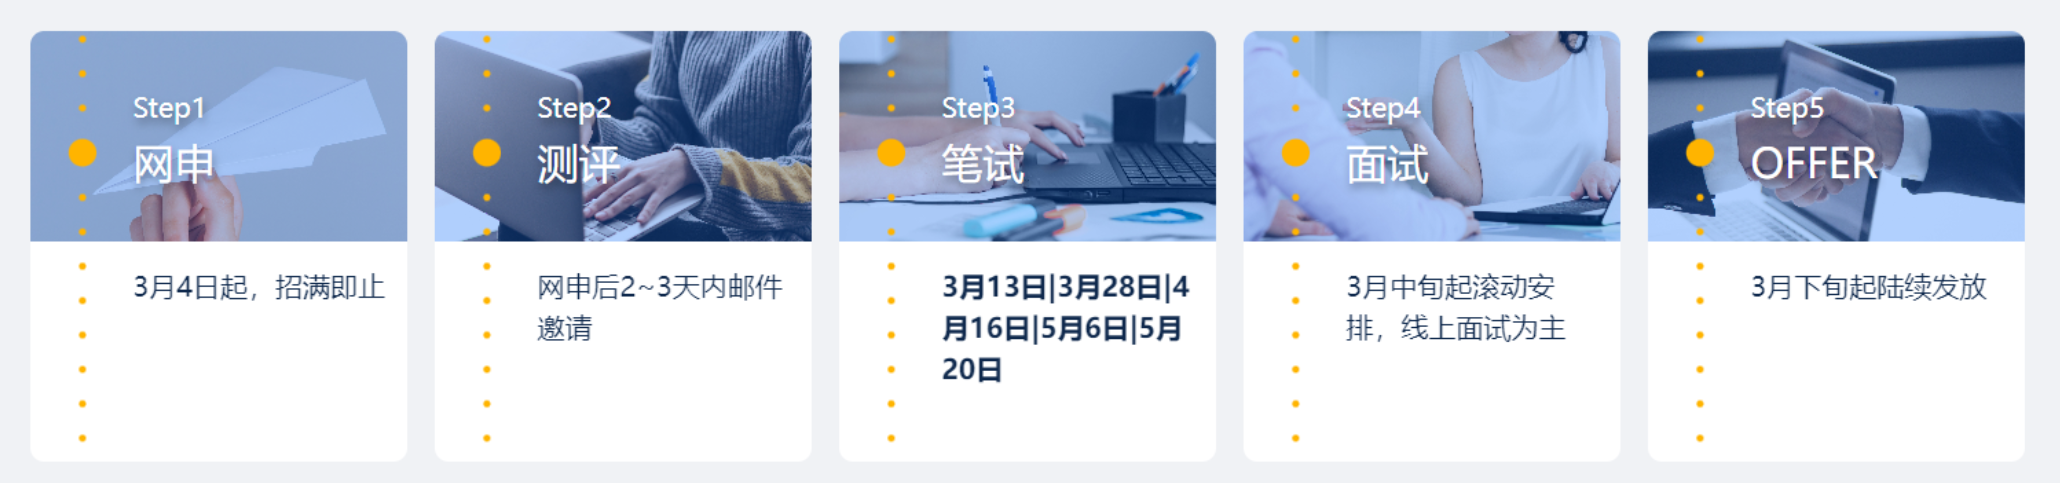 Step1
网申
3月4日起，招满即止
Step2
测评
网申后2~3天内邮件
邀请
Step3
笔试
3月13日|3月28日|4
月16日|5月6日|5月
20日
Step4
面试
3月中旬起滚动安
排，线上面试为主
Step5
OFFER
3月下旬起陆续发放